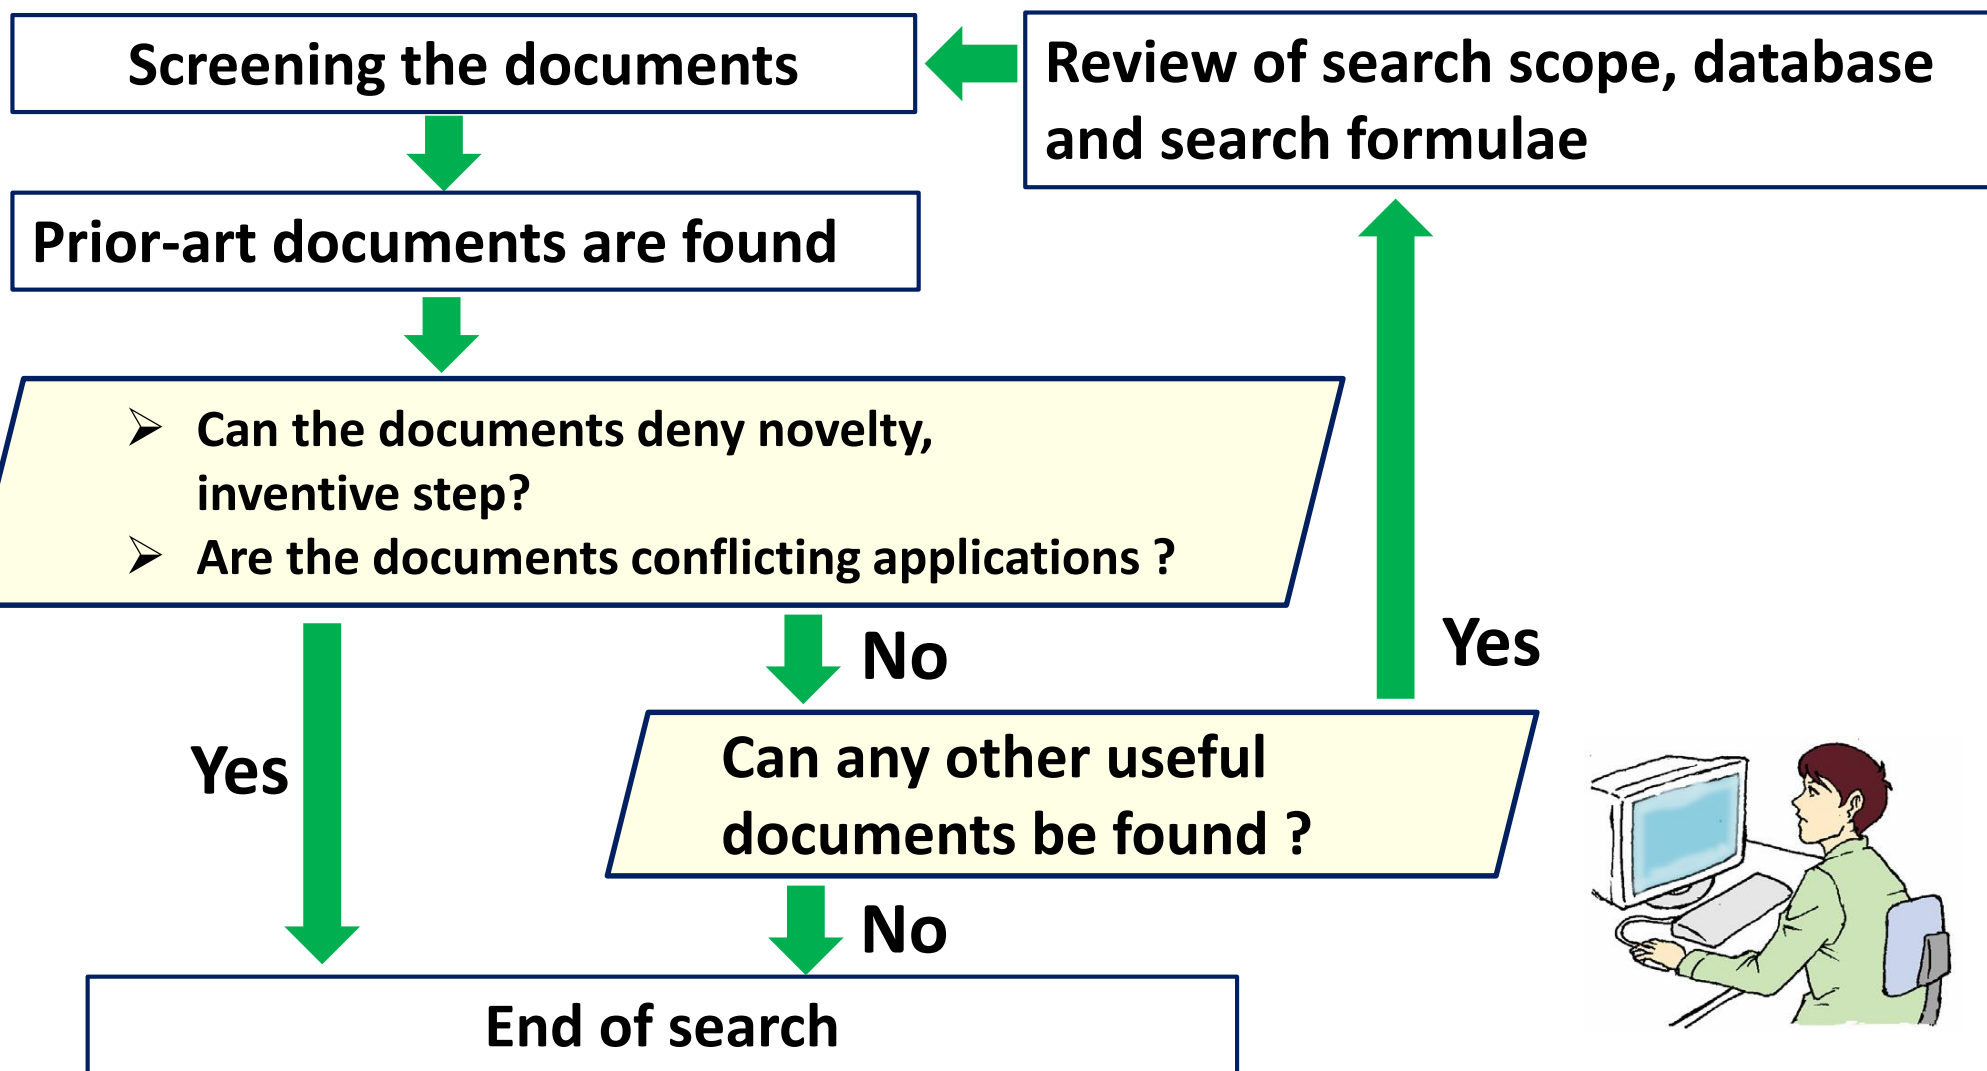 Screening the documents
Review of search scope, database
and search formulae
Prior-art documents are found
➢ Can the documents deny novelty,
inventive step?
➢ Are the documents conflicting applications ?
No
Yes
Yes
Can any other useful
documents be found ?
No
End of search